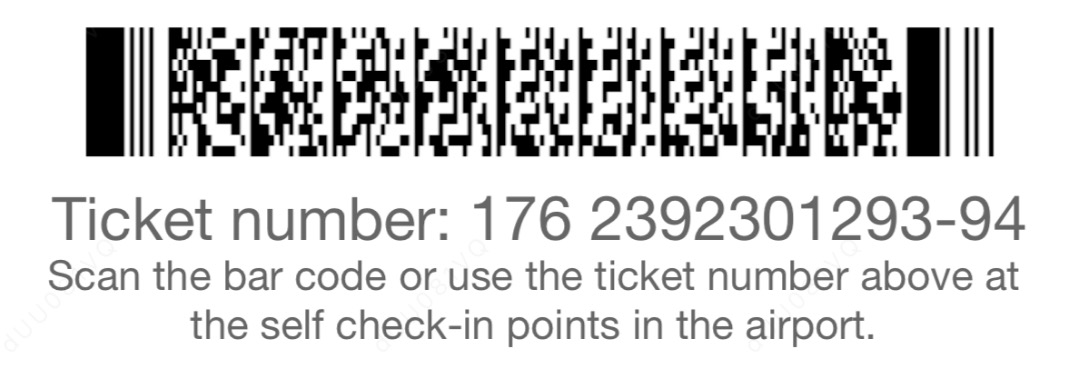 Ticket number: 176 2392301293-94
Scan the bar code or use the ticket number above at
the self check-in points in the airport.